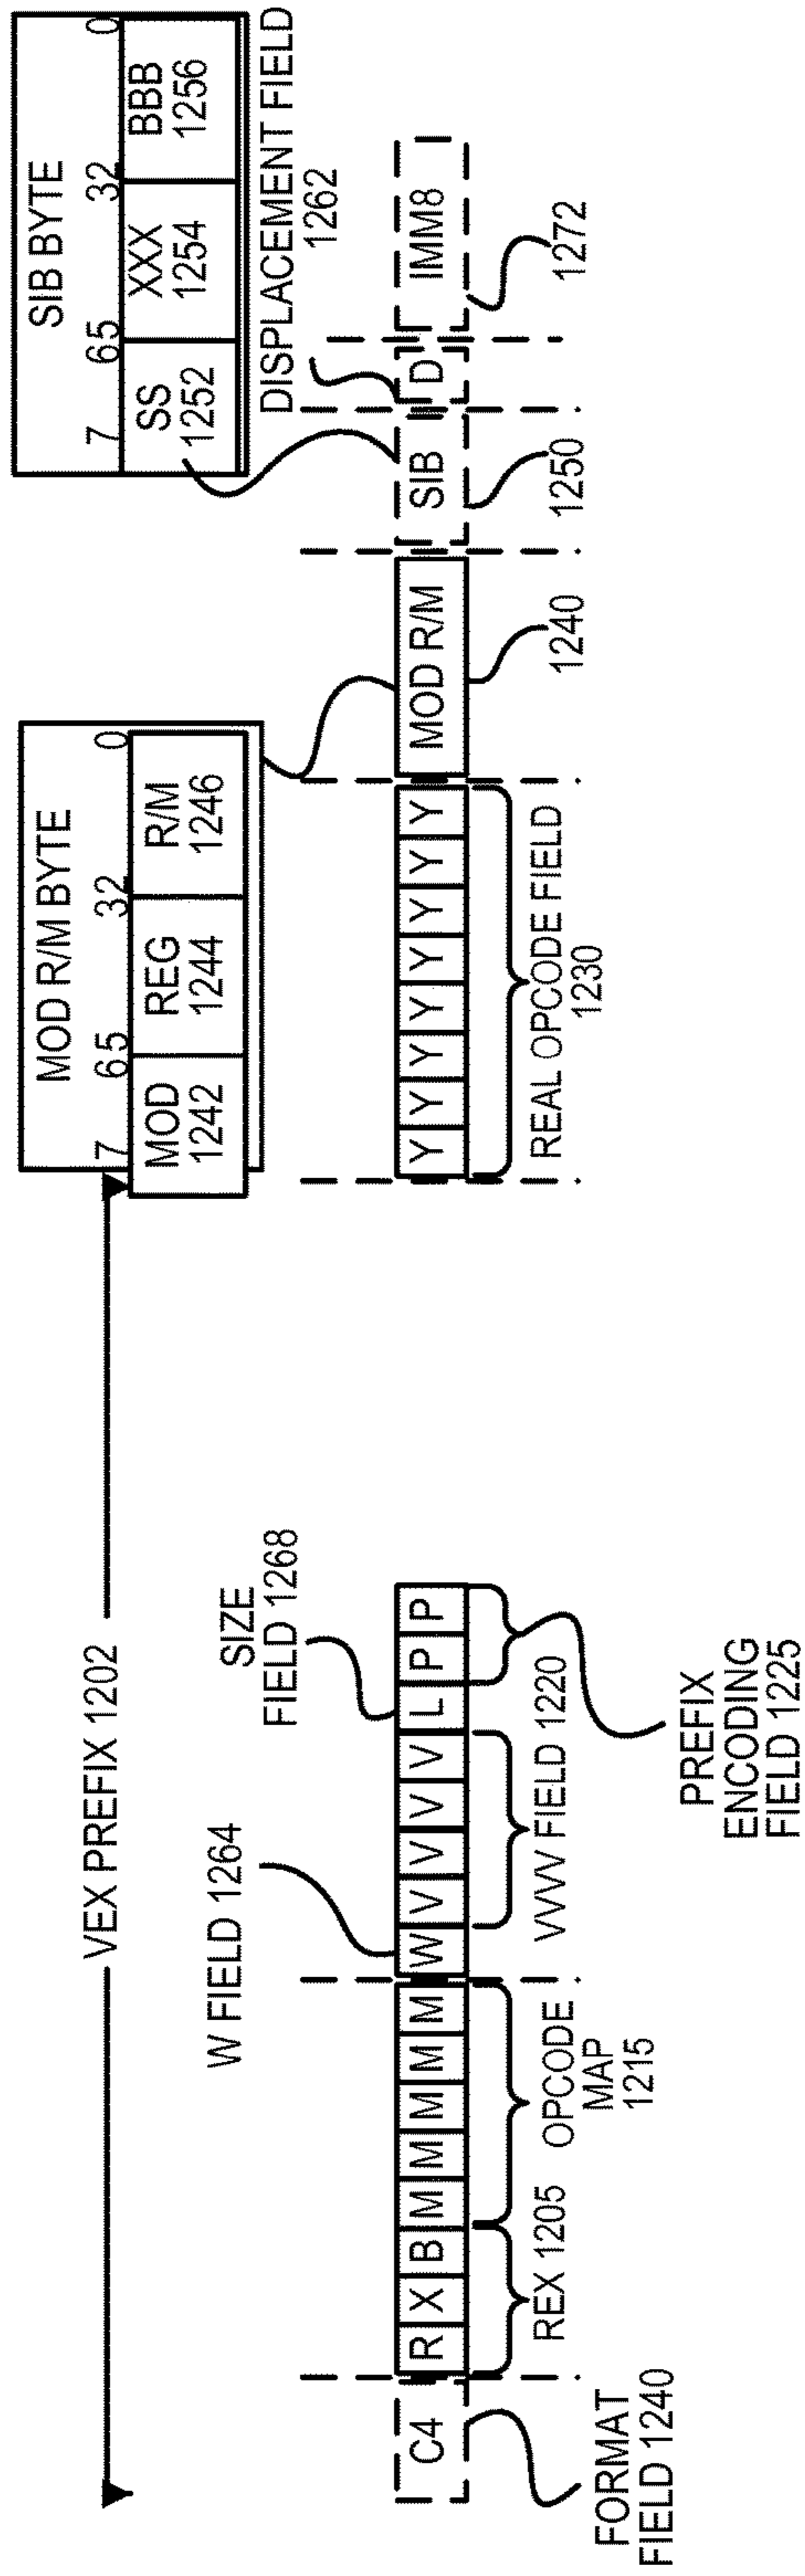 VEX PREFIX 1202
MOD R/M BYTE
7 6 5 3 2 0
MOD
1242
REG
1244
R/M
1246
SIB BYTE
7 6 5 3 2 0
SS
1252
XXX
1254
BBB
1256
DISPLACEMENT FIELD
1262
W FIELD 1264
SIZE
FIELD 1268
C4 R X B M M M M M W V V V V L P P Y Y Y Y Y Y Y Y MOD R/M SIB D IMM8
FORMAT
FIELD 1240
REX 1205
OPCODE
MAP
1215
VVVV FIELD 1220
PREFIX
ENCODING
FIELD 1225
REAL OPCODE FIELD
1230
1240
1250
1272